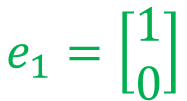 e₁ = [1
0]